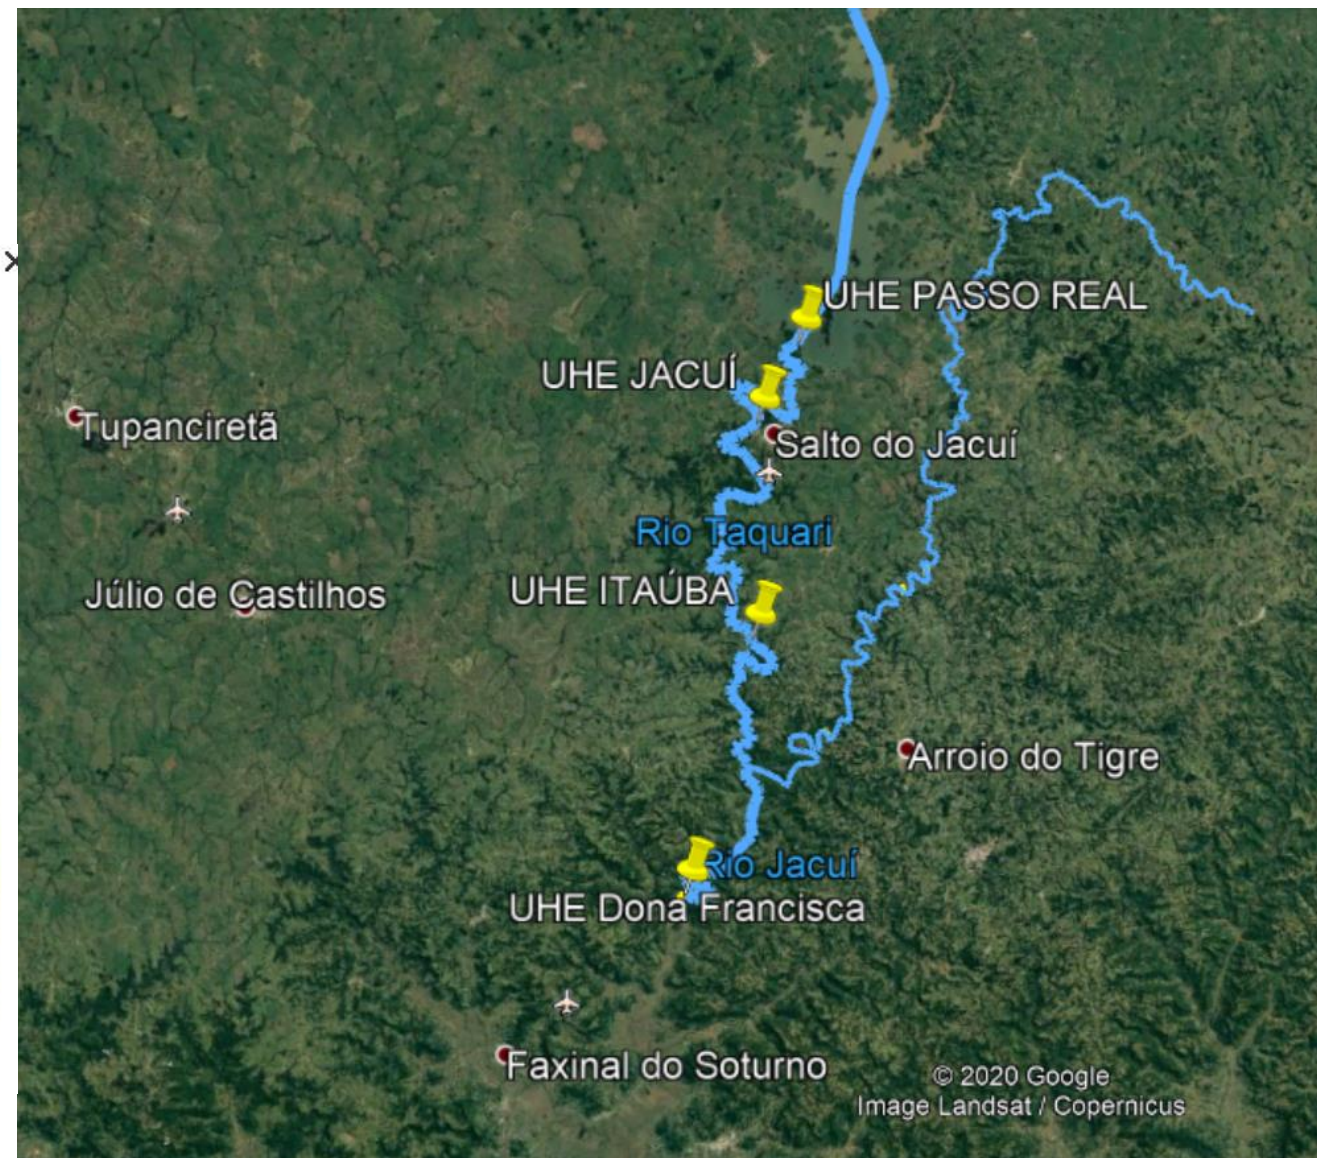 UHE PASSO REAL
UHE JACUÍ
Tupanciretã
Salto do Jacuí
Rio Taquari
Júlio de Castilhos
UHE ITAÚBA
Arroio do Tigre
Rio Jacuí
UHE Dona Francisca
Faxinal do Soturno
© 2020 Google
Image Landsat / Copernicus